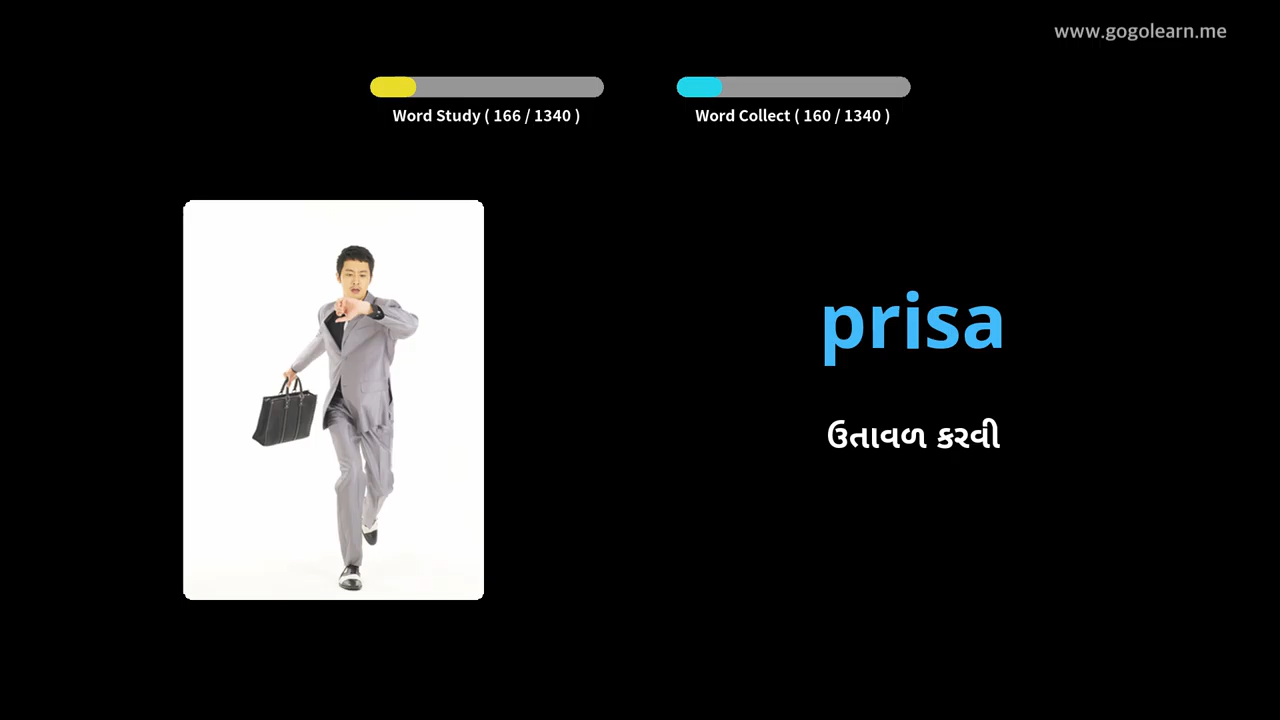 www.gogolearn.me
Word Study ( 166 / 1340 )
Word Collect ( 160 / 1340 )
prisa
ઉતાવળ કરવી